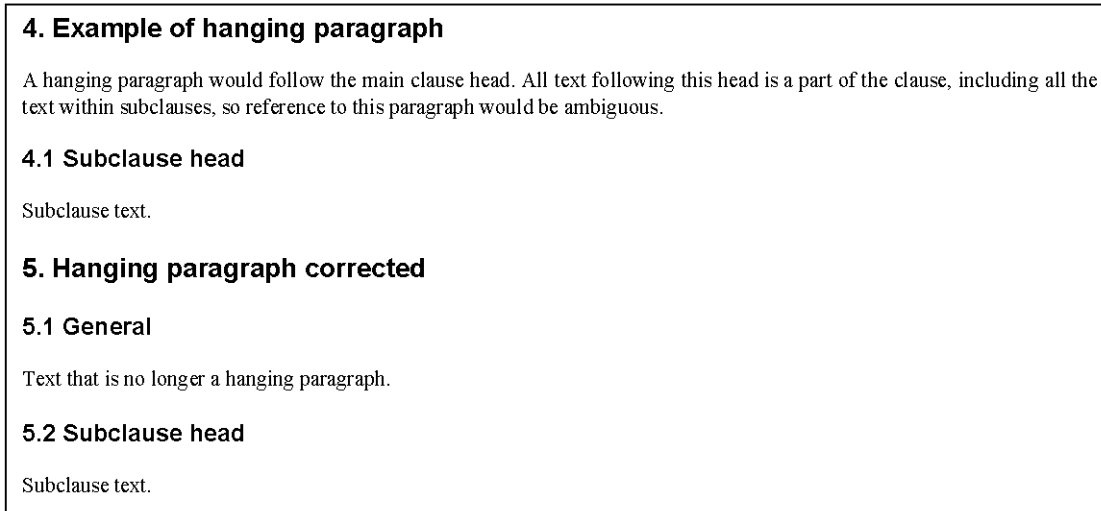 4. Example of hanging paragraph
A hanging paragraph would follow the main clause head. All text following this head is a part of the clause, including all the
text within subclauses, so reference to this paragraph would be ambiguous.
4.1 Subclause head
Subclause text.
5. Hanging paragraph corrected
5.1 General
Text that is no longer a hanging paragraph.
5.2 Subclause head
Subclause text.